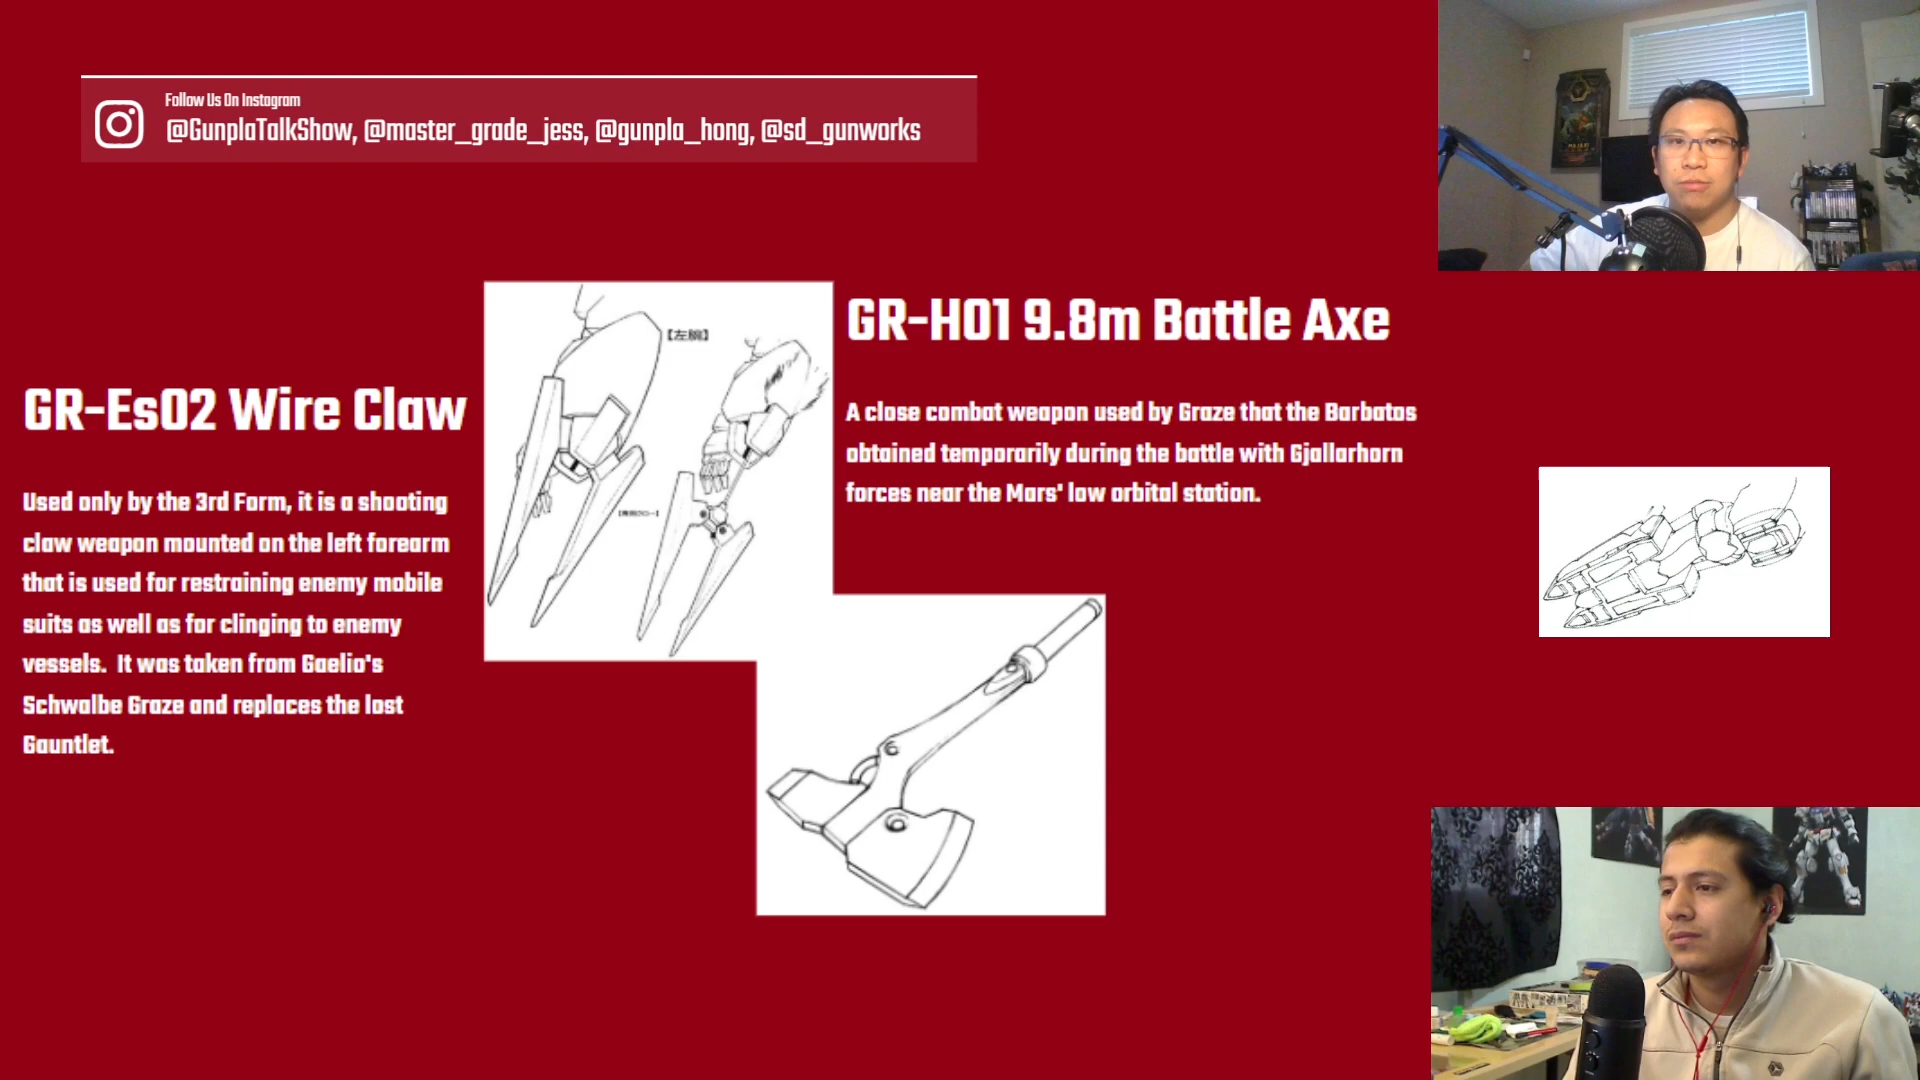 Follow Us On Instagram
@GunplaTalkShow, @master_grade_jess, @gunpla_hong, @sd_gunworks
GR-Es02 Wire Claw
Used only by the 3rd Form, it is a shooting
claw weapon mounted on the left forearm
that is used for restraining enemy mobile
suits as well as for clinging to enemy
vessels. It was taken from Gaelio's
Schwalbe Graze and replaces the lost
Gauntlet.
【左腕】
GR-H01 9.8m Battle Axe
A close combat weapon used by Graze that the Barbatos
obtained temporarily during the battle with Gjallarhorn
forces near the Mars' low orbital station.